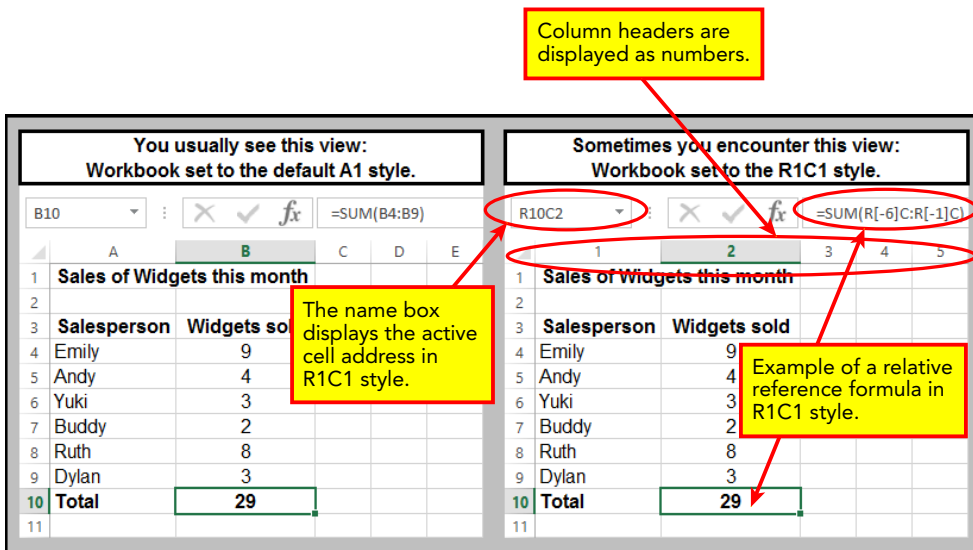 Column headers are
displayed as numbers.
You usually see this view:
Workbook set to the default A1 style.
B10 fx =SUM(B4:B9)
A B C D E
1 Sales of Widgets this month
2
3 Salesperson Widgets sol
4 Emily 9
5 Andy 4
6 Yuki 3
7 Buddy 2
8 Ruth 8
9 Dylan 3
10 Total 29
11
The name box
displays the active
cell address in
R1C1 style.
Sometimes you encounter this view:
Workbook set to the R1C1 style.
R10C2 fx =SUM(R[-6]C:R[-1]C)
1 2 3 4 5
1 Sales of Widgets this month
2
3 Salesperson Widgets sold
4 Emily 9
5 Andy 4
6 Yuki 3
7 Buddy 2
8 Ruth 8
9 Dylan 3
10 Total 29
11
Example of a relative
reference formula in
R1C1 style.